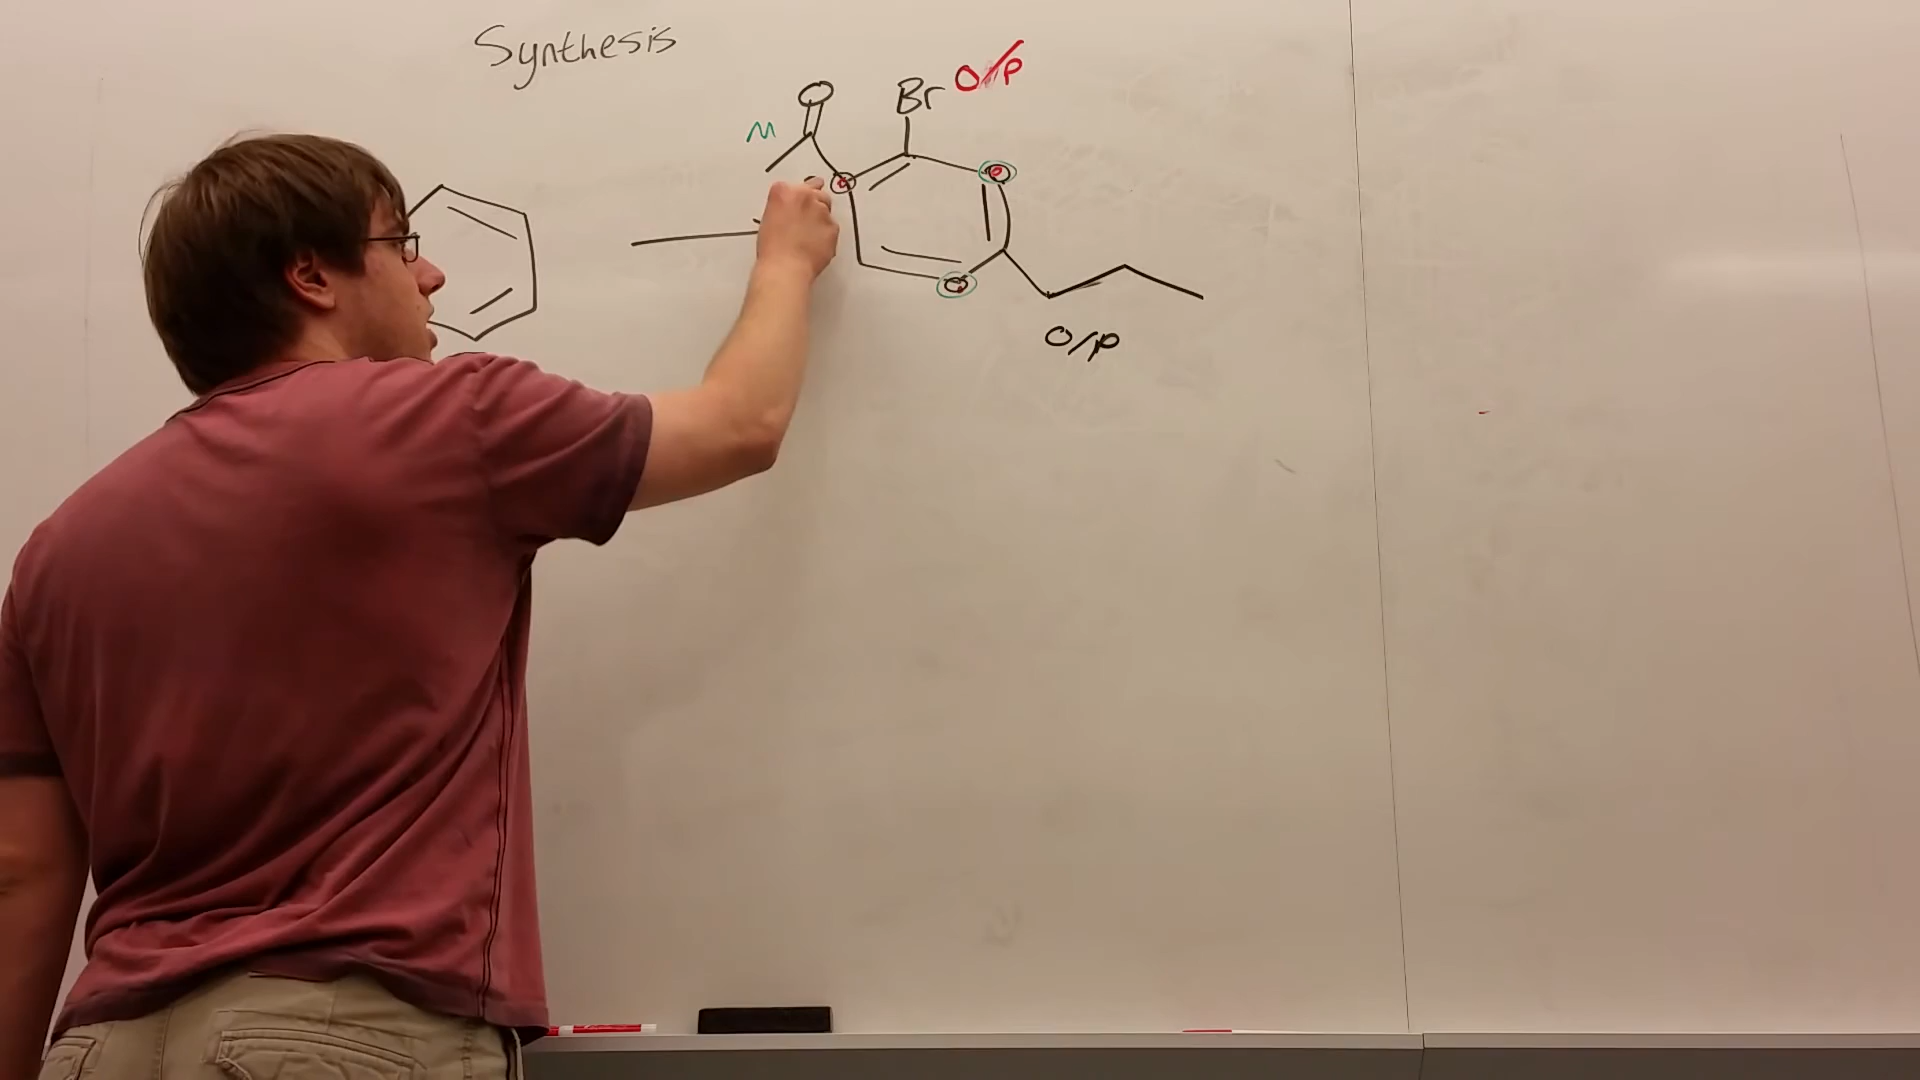 Synthesis
O
Br
O/P
M
O/P